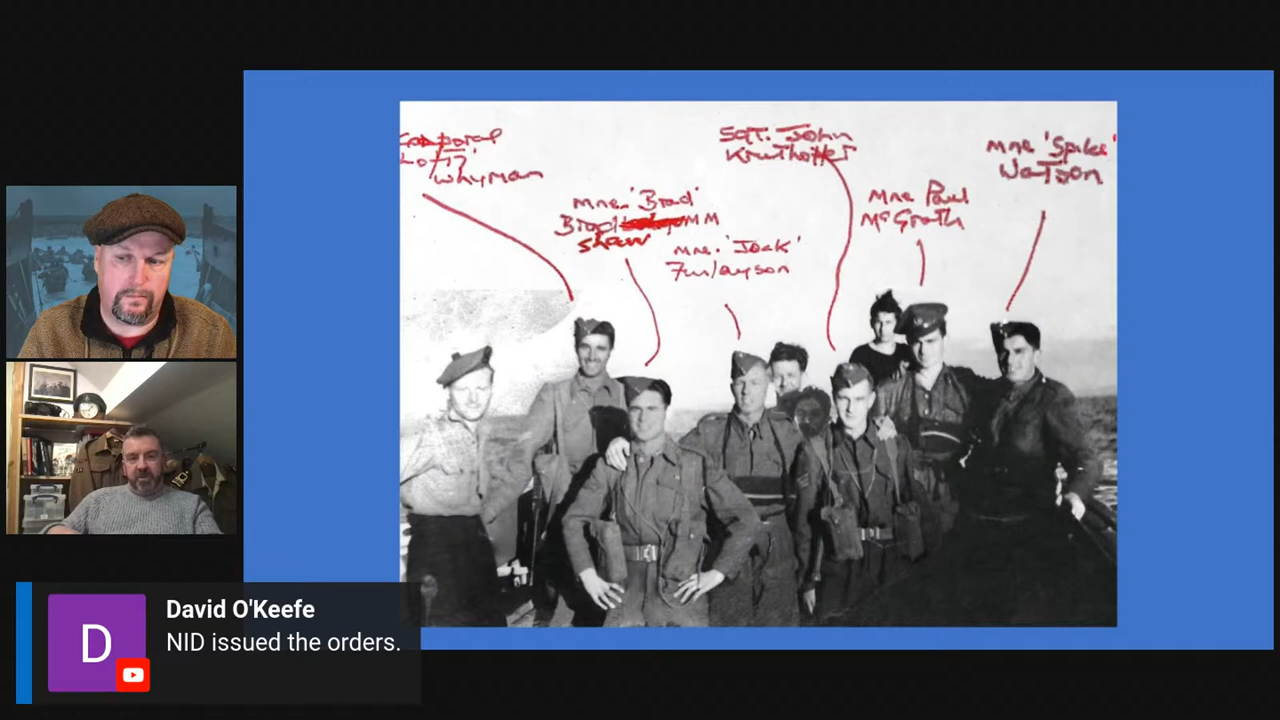 Corporal
'Lofty'
Whyman
Mne. 'Brad'
Brad MM
shaw
Mne. 'Jock'
Finlayson
Sgt. John
Mne Paul
McGrath
Mne 'Spike'
Watson
D
David O'Keefe
NID issued the orders.